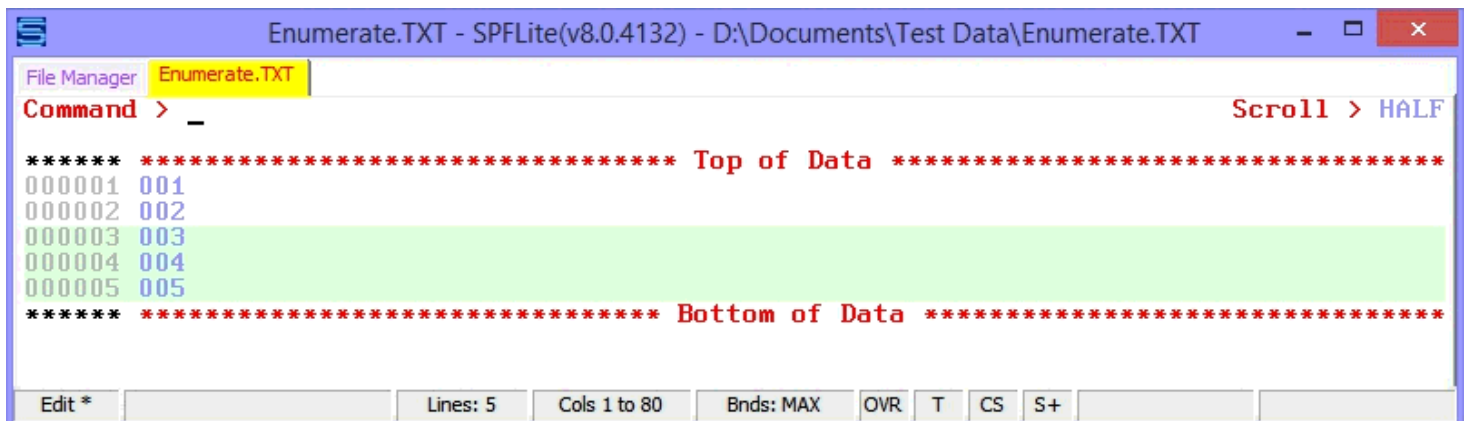 Enumerate.TXT - SPFLite(v8.0.4132) - D:\Documents\Test Data\Enumerate.TXT
File Manager Enumerate.TXT
Command > _ Scroll > HALF
****** ********************************* Top of Data **********************************
000001 001
000002 002
000003 003
000004 004
000005 005
****** ******************************** Bottom of Data ********************************
Edit * Lines: 5 Cols 1 to 80 Bnds: MAX OVR T CS S+